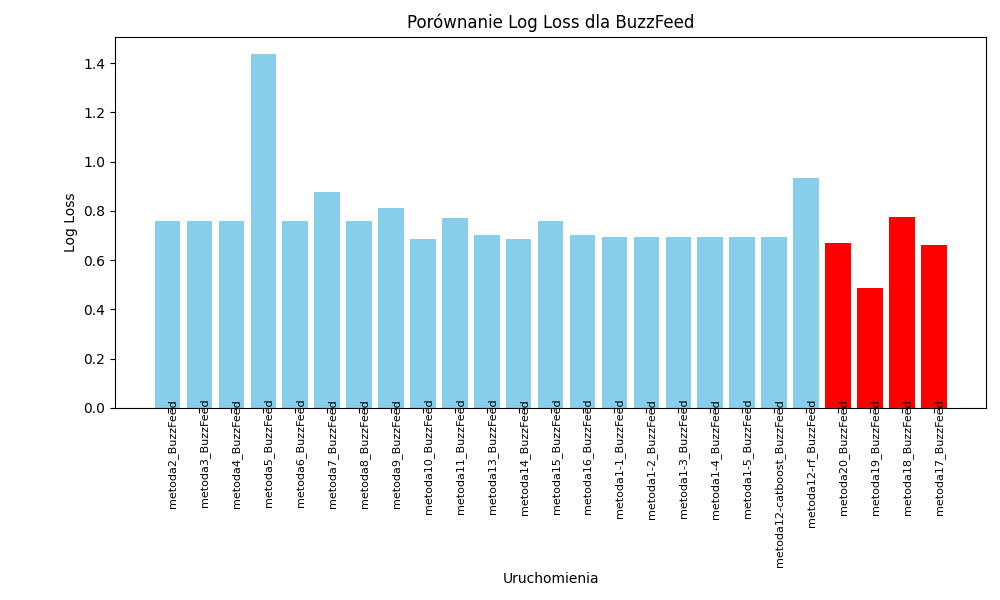 Porównanie Log Loss dla BuzzFeed
Log Loss
1.4
1.2
1.0
0.8
0.6
0.4
0.2
0.0
metoda2_BuzzFeed
metoda3_BuzzFeed
metoda4_BuzzFeed
metoda5_BuzzFeed
metoda6_BuzzFeed
metoda7_BuzzFeed
metoda8_BuzzFeed
metoda9_BuzzFeed
metoda10_BuzzFeed
metoda11_BuzzFeed
metoda13_BuzzFeed
metoda14_BuzzFeed
metoda15_BuzzFeed
metoda16_BuzzFeed
metoda1-1_BuzzFeed
metoda1-2_BuzzFeed
metoda1-3_BuzzFeed
metoda1-4_BuzzFeed
metoda1-5_BuzzFeed
metoda12-catboost_BuzzFeed
metoda12-rf_BuzzFeed
metoda20_BuzzFeed
metoda19_BuzzFeed
metoda18_BuzzFeed
metoda17_BuzzFeed
Uruchomienia